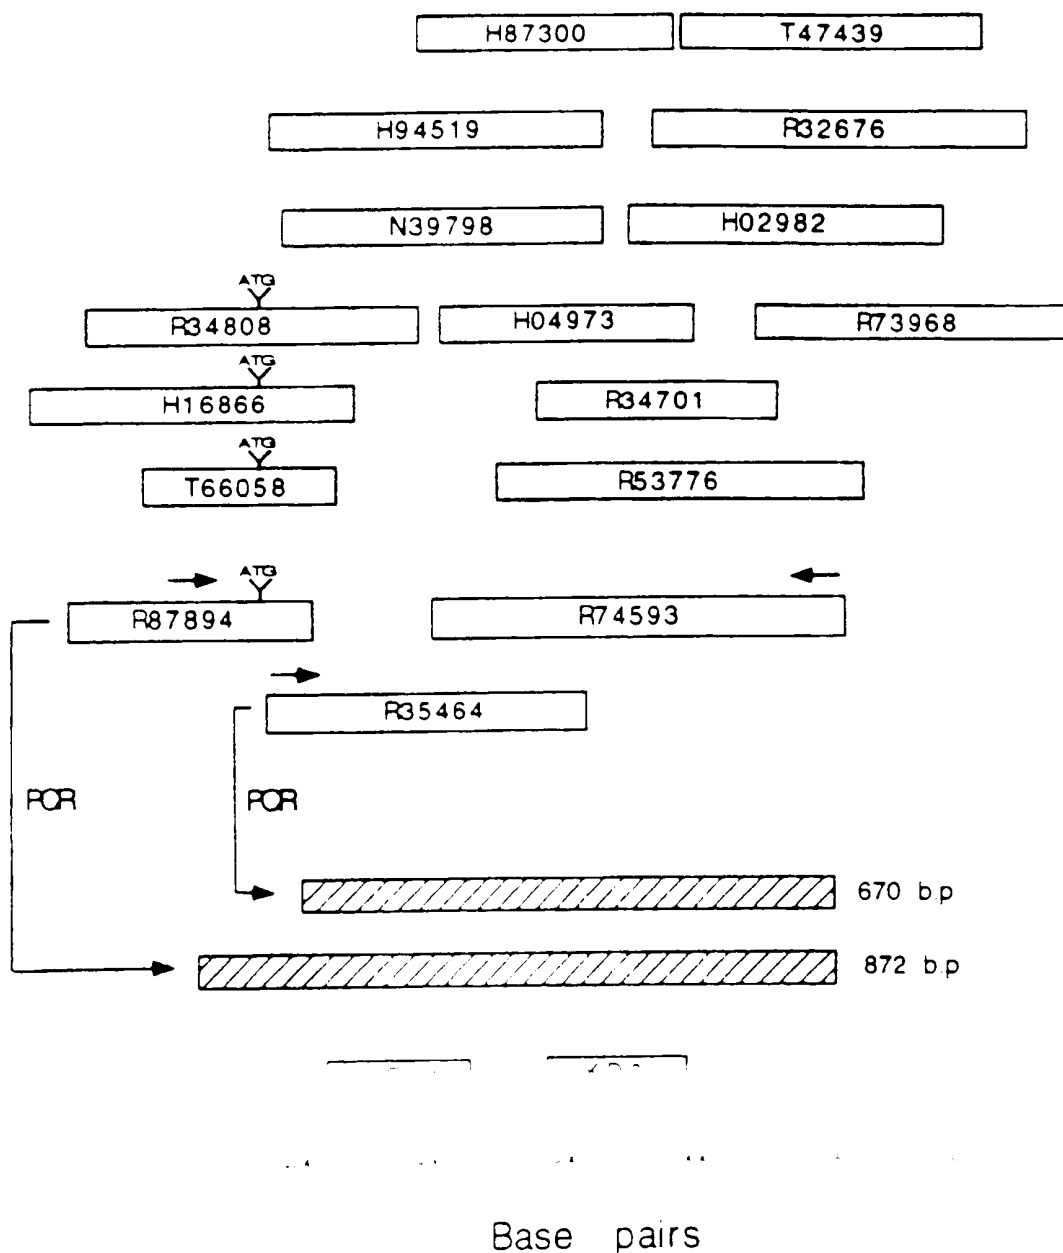 H87300 T47439
H94519 R32676
N39798 H02982
ATG
R34808 H04973 R73968
ATG
H16866 R34701
ATG
T66058 R53776
ATG
R87894 R74593
R35464
PCR PCR
670 b.p
872 b.p
Base pairs